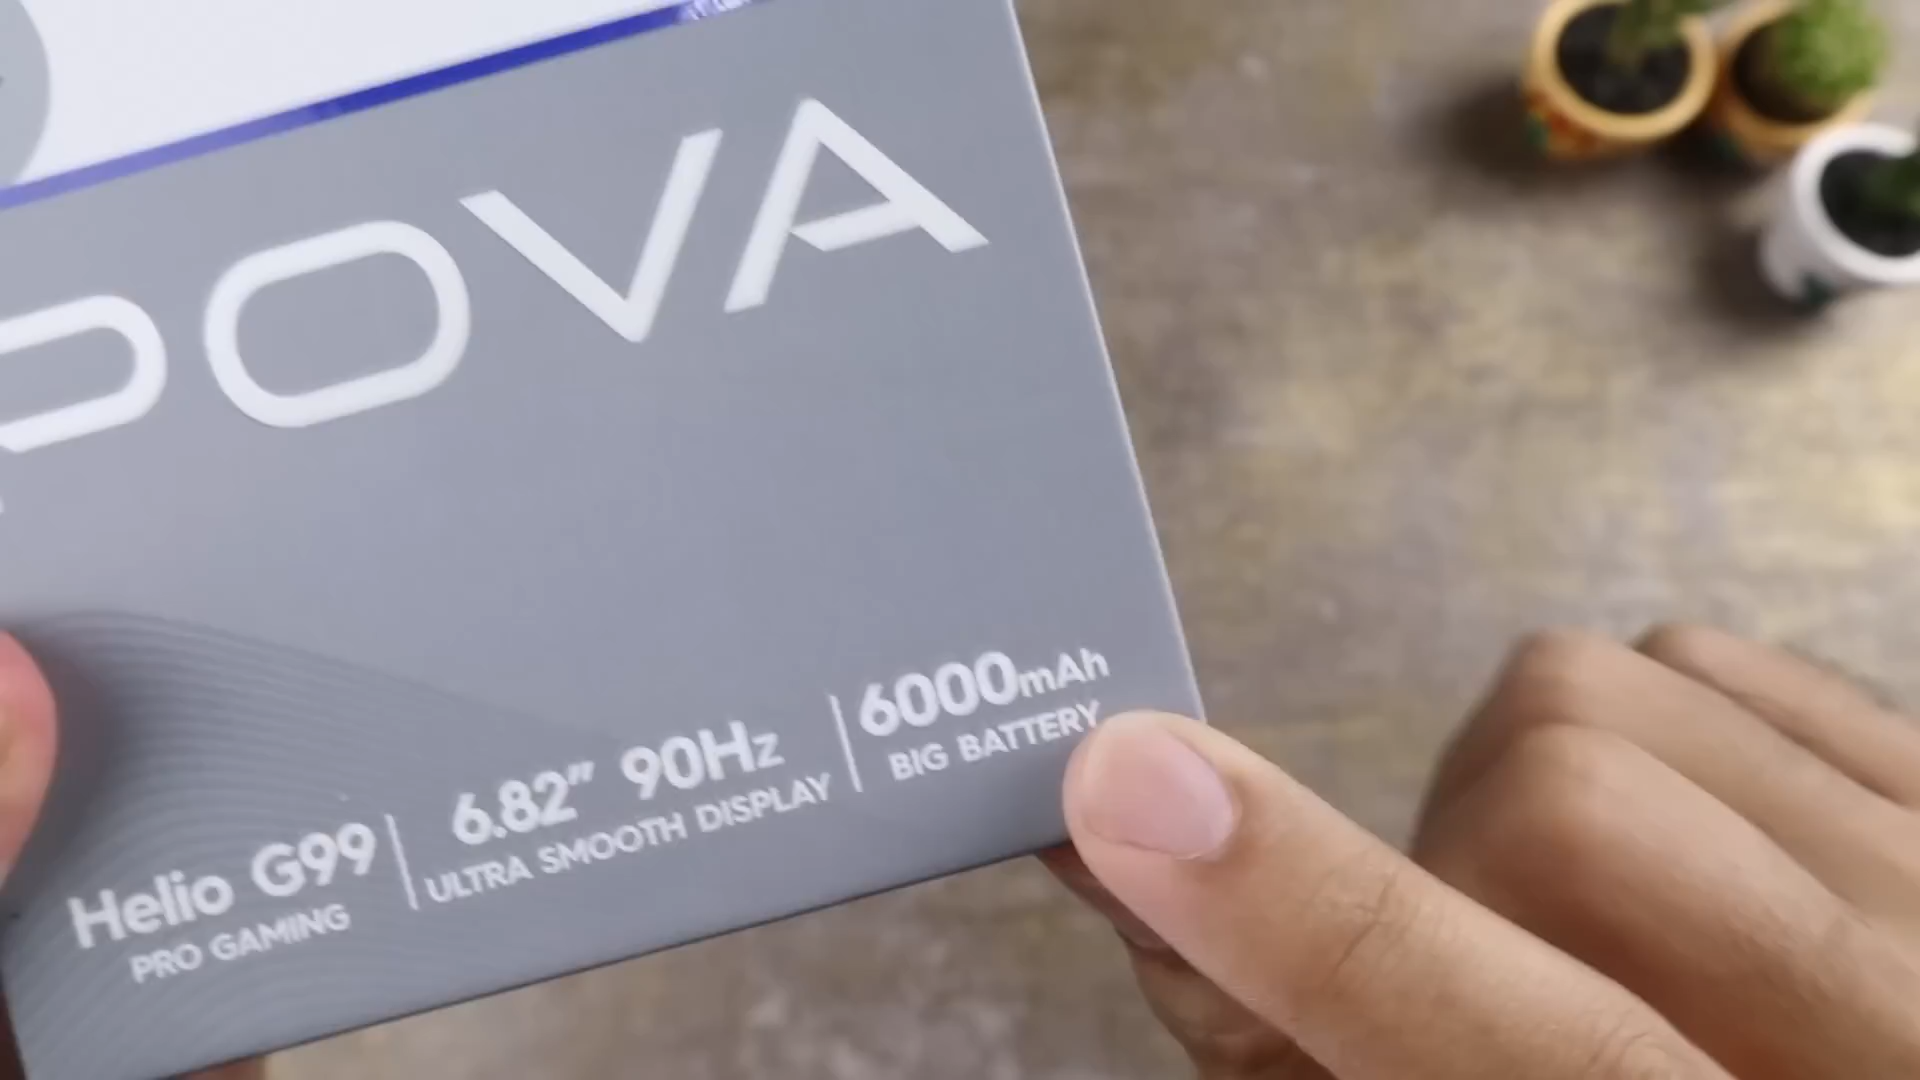 POVA
Helio G99
PRO GAMING
6.82" 90Hz
ULTRA SMOOTH DISPLAY
6000mAh
BIG BATTERY